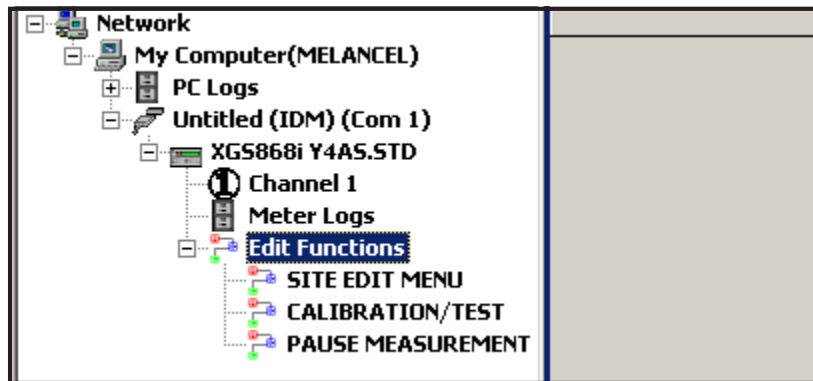 Network
My Computer(MELANCEL)
PC Logs
Untitled (IDM) (Com 1)
XGS868i Y4AS.STD
1 Channel 1
Meter Logs
Edit Functions
SITE EDIT MENU
CALIBRATION/TEST
PAUSE MEASUREMENT